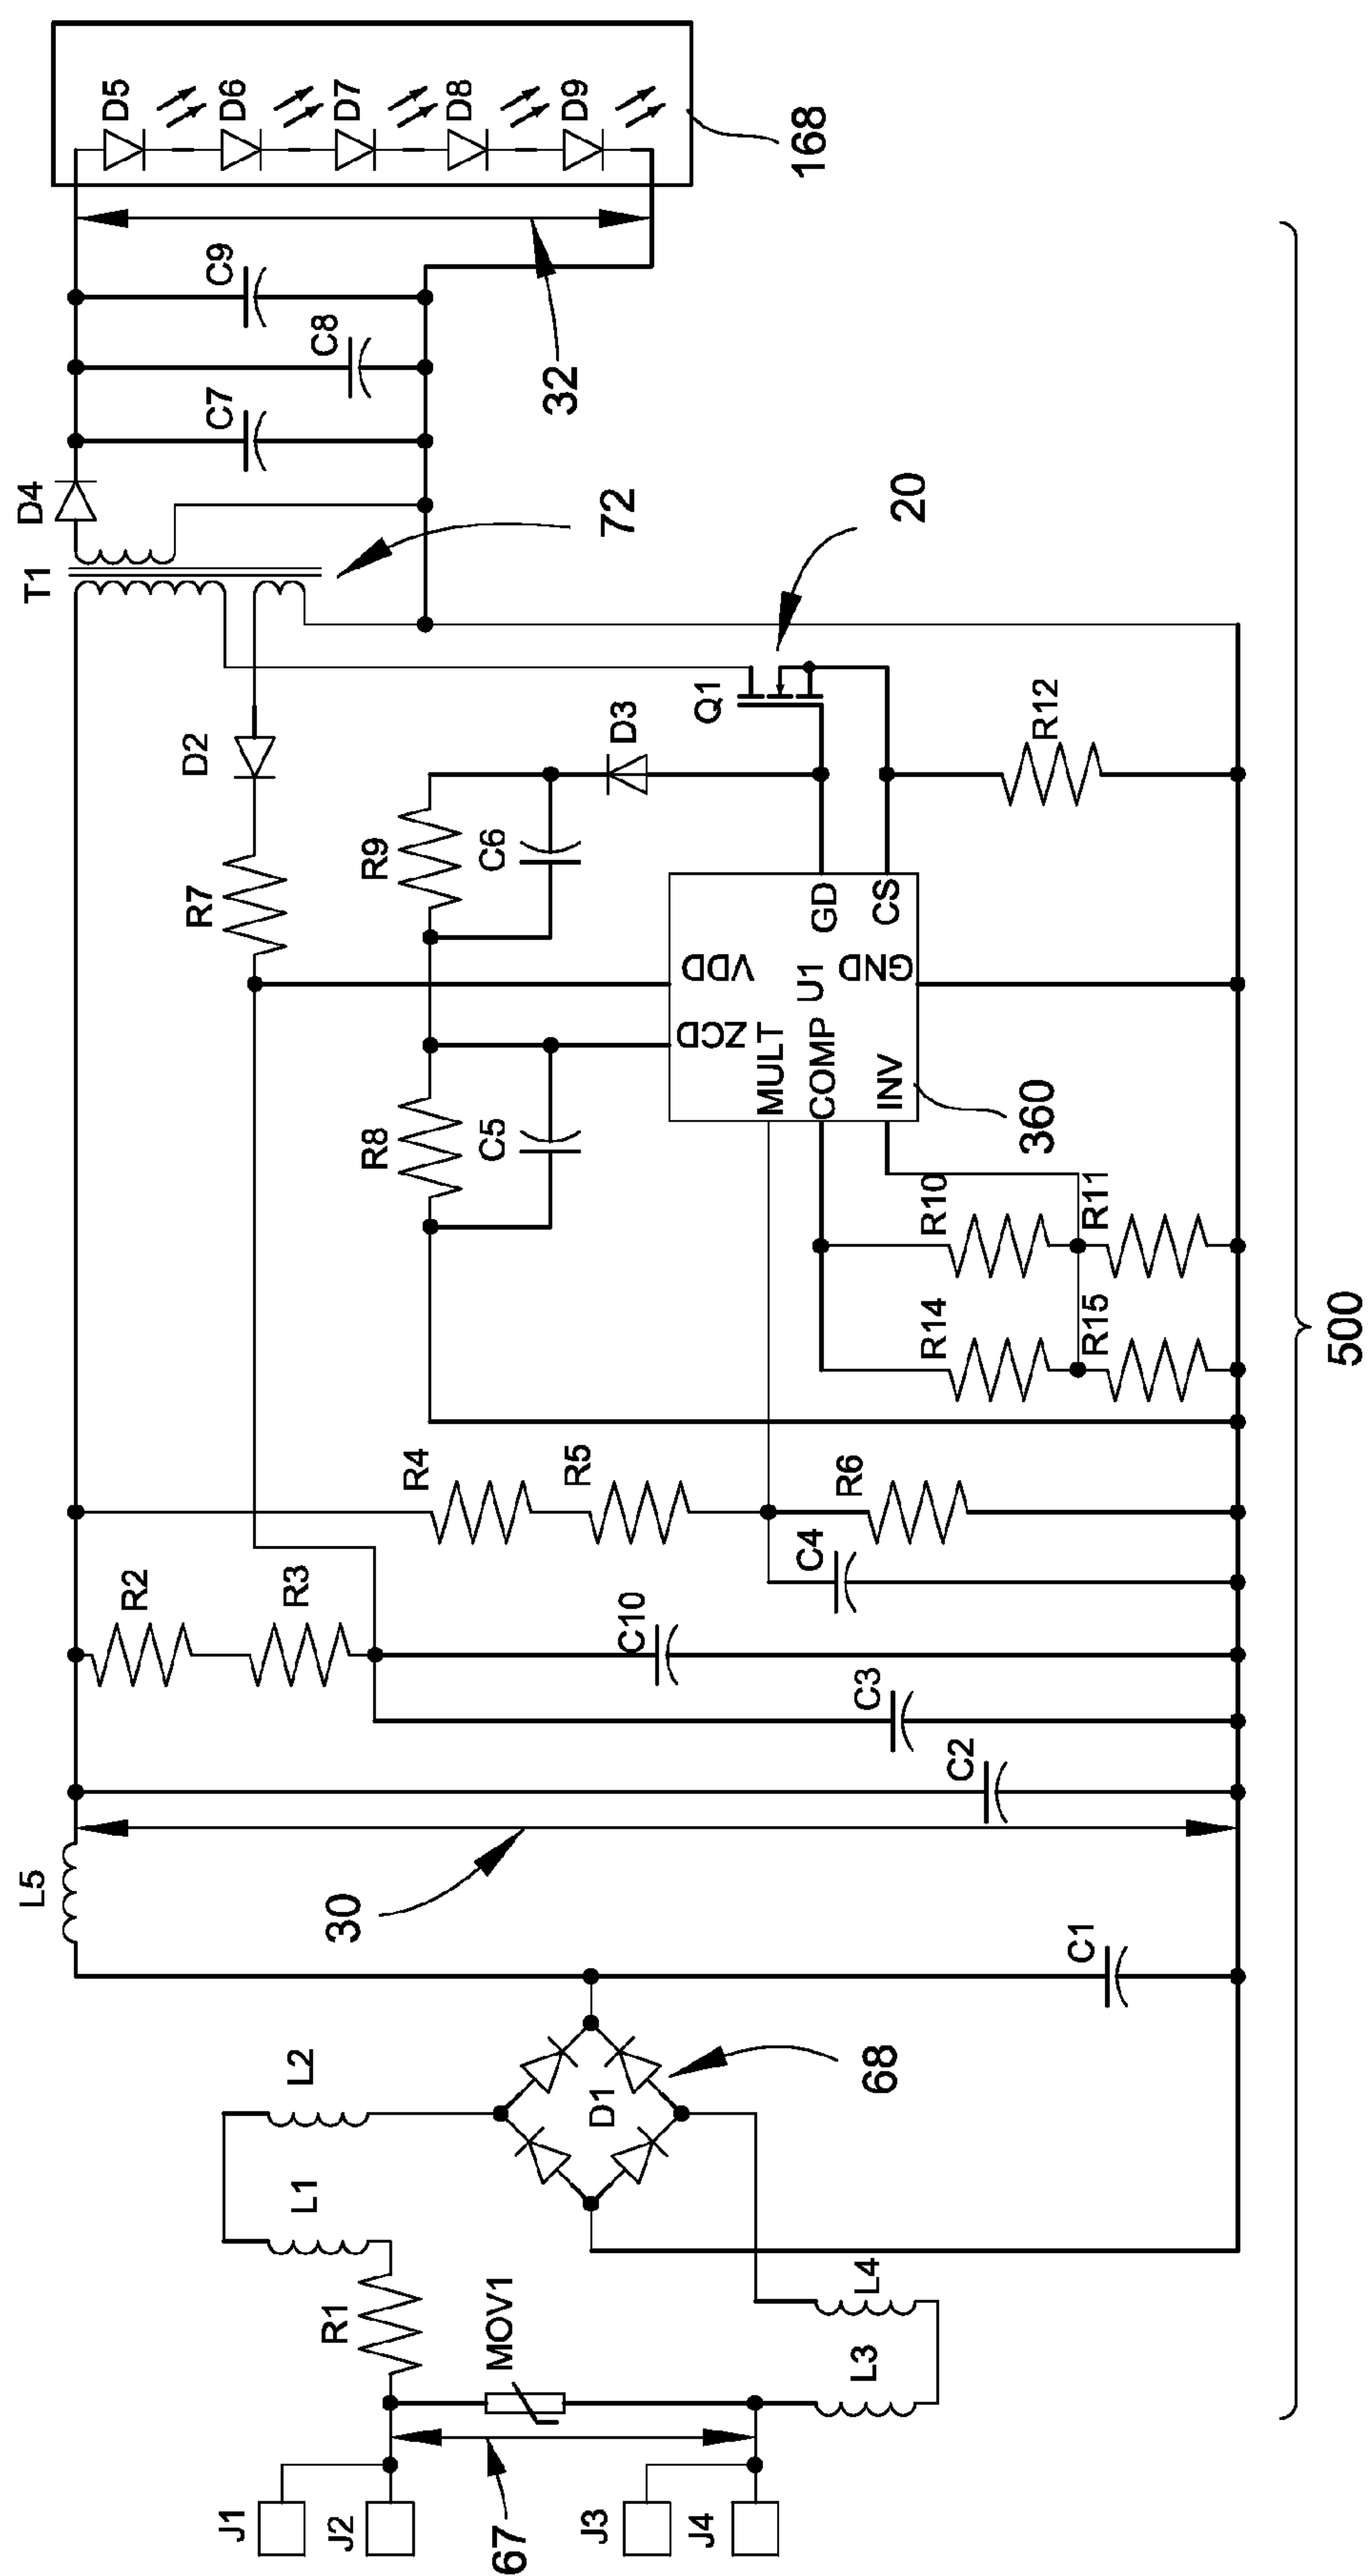 J1
J2
J3
J4
67
MOV1
R1
L1
L2
L3
L4
D1
68
C1
L5
30
C2
C3
C10
R2
R3
C4
R4
R5
R6
R14
R15
R10
R11
R8
C5
R9
C6
R7
D2
D3
MULT
COMP
INV
ZCD
VDD
U1
GND
GD
CS
360
Q1
20
R12
T1
72
D4
C7
C8
C9
32
D5
D6
D7
D8
D9
168
500